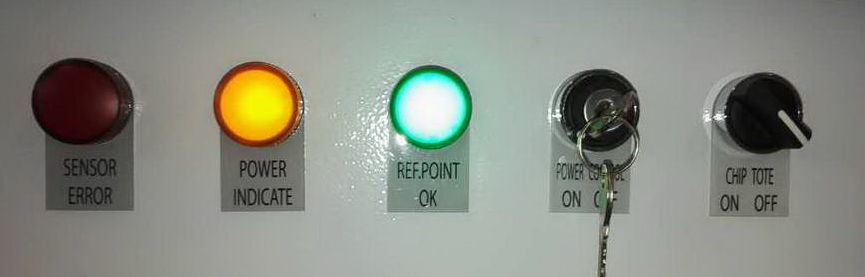 SENSOR
ERROR
POWER
INDICATE
REF.POINT
OK
POWER
ON
CHIP TOTE
ON OFF